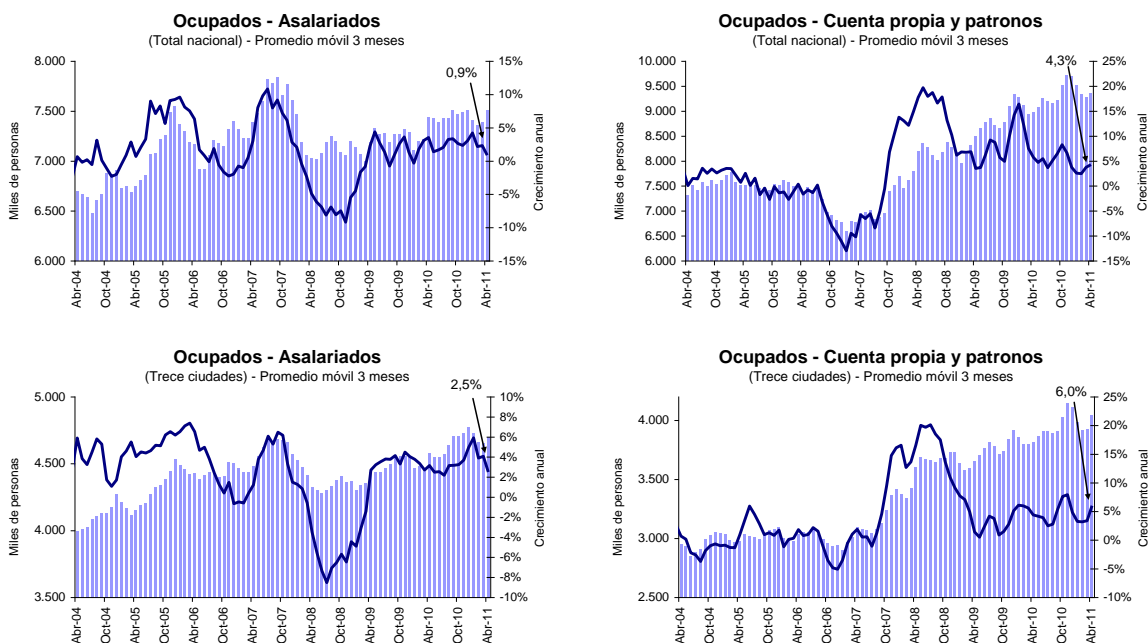 Ocupados - Asalariados
(Total nacional) - Promedio móvil 3 meses
8.000
7.500
7.000
6.500
6.000
15%
10%
5%
0%
-5%
-10%
-15%
0,9%
Miles de personas
Crecimiento anual
Abr-04
Oct-04
Abr-05
Oct-05
Abr-06
Oct-06
Abr-07
Oct-07
Abr-08
Oct-08
Abr-09
Oct-09
Abr-10
Oct-10
Abr-11
Ocupados - Cuenta propia y patronos
(Total nacional) - Promedio móvil 3 meses
10.000
9.500
9.000
8.500
8.000
7.500
7.000
6.500
6.000
25%
20%
15%
10%
5%
0%
-5%
-10%
-15%
4,3%
Miles de personas
Crecimiento anual
Abr-04
Oct-04
Abr-05
Oct-05
Abr-06
Oct-06
Abr-07
Oct-07
Abr-08
Oct-08
Abr-09
Oct-09
Abr-10
Oct-10
Abr-11
Ocupados - Asalariados
(Trece ciudades) - Promedio móvil 3 meses
5.000
4.500
4.000
3.500
10%
8%
6%
4%
2%
0%
-2%
-4%
-6%
-8%
-10%
2,5%
Miles de personas
Crecimiento anual
Abr-04
Oct-04
Abr-05
Oct-05
Abr-06
Oct-06
Abr-07
Oct-07
Abr-08
Oct-08
Abr-09
Oct-09
Abr-10
Oct-10
Abr-11
Ocupados - Cuenta propia y patronos
(Trece ciudades) - Promedio móvil 3 meses
4.000
3.500
3.000
2.500
25%
20%
15%
10%
5%
0%
-5%
-10%
6,0%
Miles de personas
Crecimiento anual
Abr-04
Oct-04
Abr-05
Oct-05
Abr-06
Oct-06
Abr-07
Oct-07
Abr-08
Oct-08
Abr-09
Oct-09
Abr-10
Oct-10
Abr-11